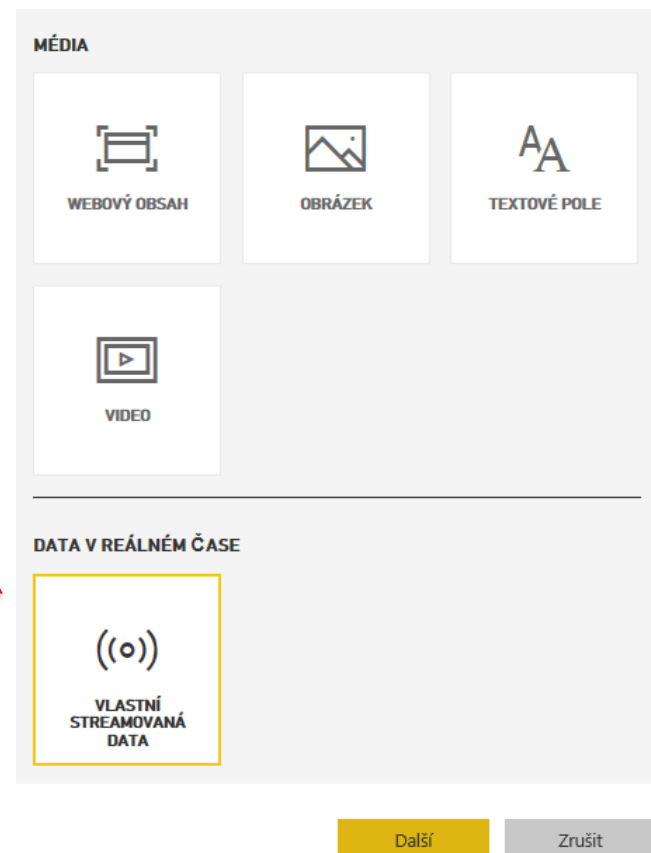 MÉDIA
WEBOVÝ OBSAH
OBRÁZEK
TEXTOVÉ POLE
VIDEO
DATA V REÁLNÉM ČASE
VLASTNÍ
STREAMOVANÁ
DATA
Další
Zrušit